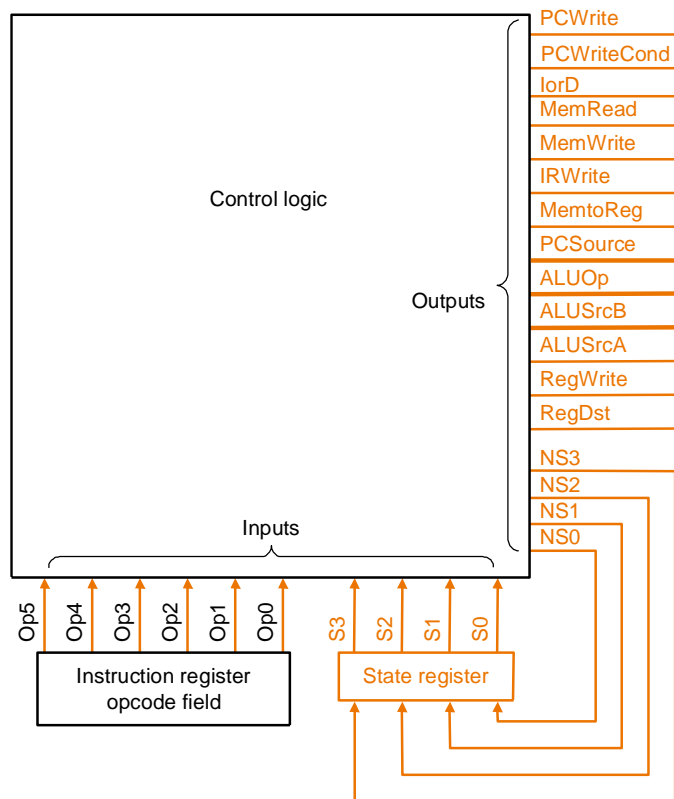 PCWrite
PCWriteCond
IorD
MemRead
MemWrite
IRWrite
Control logic
MemtoReg
PCSource
ALUOp
Outputs
ALUSrcB
ALUSrcA
RegWrite
RegDst
NS3
NS2
NS1
Inputs
NS0
Op5
Op4
Op3
Op2
Op1
Op0
S3
S2
S1
S0
Instruction register
opcode field
State register